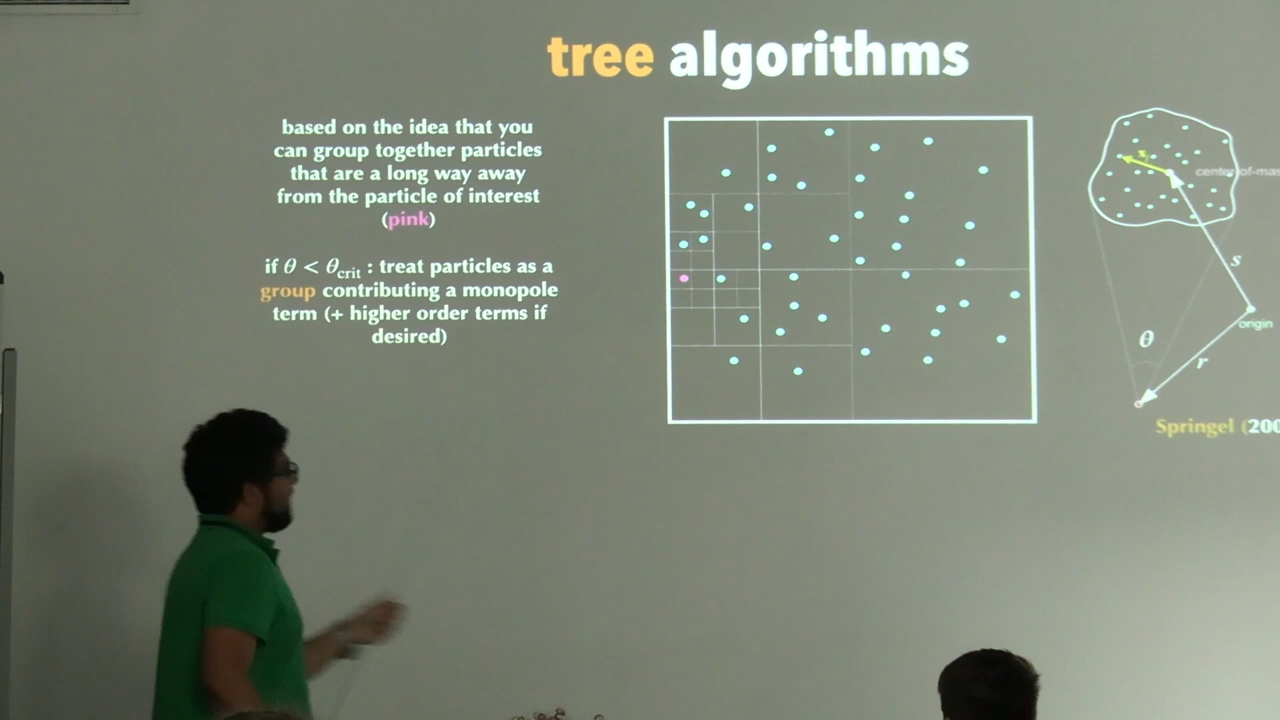 tree algorithms
based on the idea that you
can group together particles
that are a long way away
from the particle of interest
(pink)
if θ < θcrit : treat particles as a
group contributing a monopole
term (+ higher order terms if
desired)
s
origin
θ
r
Springel